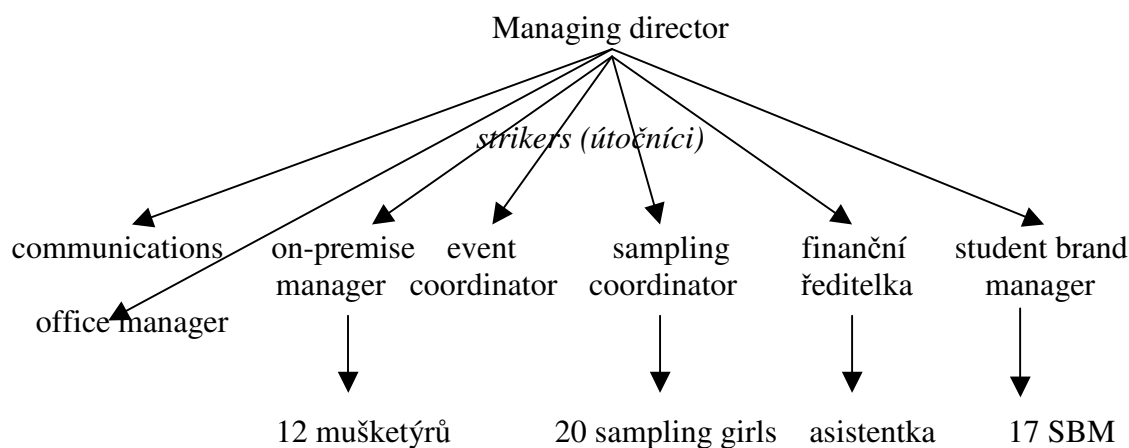 Managing director
strikers (útočníci)
communications
on-premise
manager
event
coordinator
sampling
coordinator
finanční
ředitelka
student brand
manager
office manager
12 mušketýrů
20 sampling girls
asistentka
17 SBM